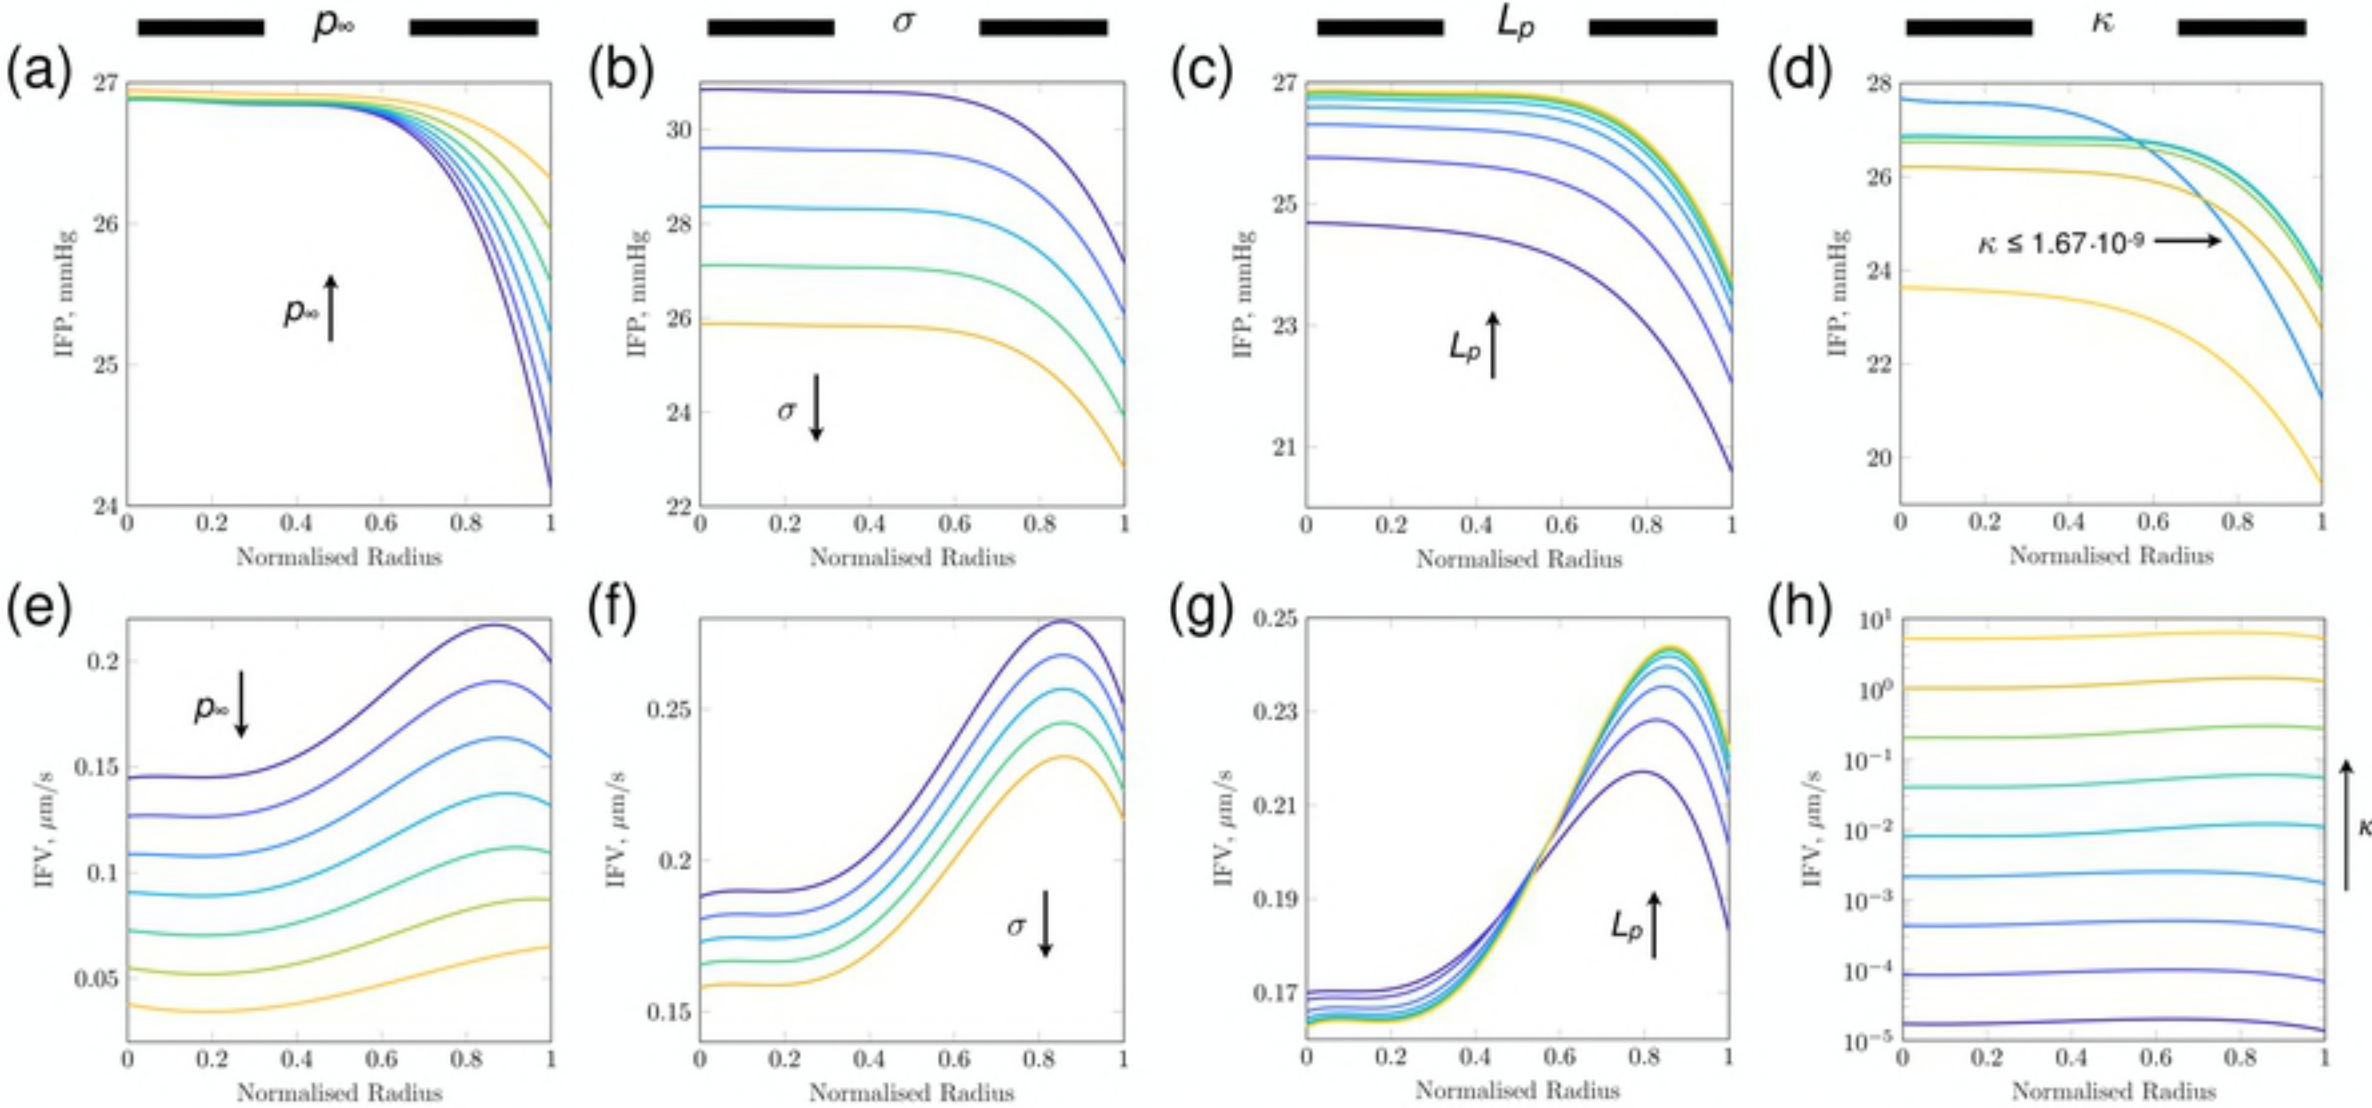 p∞ σ Lp κ
(a) (b) (c) (d)
27
26
25
24
IFP, mmHg
p∞
0 0.2 0.4 0.6 0.8 1
Normalised Radius
30
28
26
24
22
IFP, mmHg
σ
0 0.2 0.4 0.6 0.8 1
Normalised Radius
27
25
23
21
IFP, mmHg
Lp
0 0.2 0.4 0.6 0.8 1
Normalised Radius
28
26
24
22
20
IFP, mmHg
κ ≤ 1.67·10-9
0 0.2 0.4 0.6 0.8 1
Normalised Radius
(e) (f) (g) (h)
0.2
0.15
0.1
0.05
IFV, μm/s
p∞
0 0.2 0.4 0.6 0.8 1
Normalised Radius
0.25
0.2
0.15
IFV, μm/s
σ
0 0.2 0.4 0.6 0.8 1
Normalised Radius
0.25
0.23
0.21
0.19
0.17
IFV, μm/s
Lp
0 0.2 0.4 0.6 0.8 1
Normalised Radius
10^1
10^0
10^-1
10^-2
10^-3
10^-4
10^-5
IFV, μm/s
κ
0 0.2 0.4 0.6 0.8 1
Normalised Radius